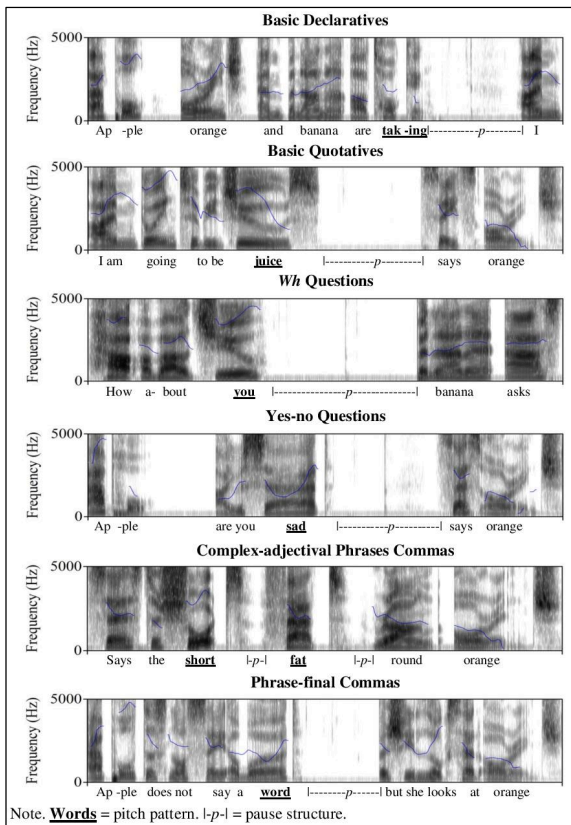 Basic Declaratives
Frequency (Hz)
5000
0
Ap -ple orange and banana are tak -ing|-----------p--------| I
Basic Quotatives
Frequency (Hz)
5000
0
I am going to be juice |-----------p----------| says orange
Wh Questions
Frequency (Hz)
5000
0
How a- bout you |---------------p--------------| banana asks
Yes-no Questions
Frequency (Hz)
5000
0
Ap -ple are you sad |-----------p-----------| says orange
Complex-adjectival Phrases Commas
Frequency (Hz)
5000
0
Says the short |-p-| fat |-p-| round orange
Phrase-final Commas
Frequency (Hz)
5000
0
Ap -ple does not say a word |--------p------| but she looks at orange
Note. Words = pitch pattern. |-p-| = pause structure.